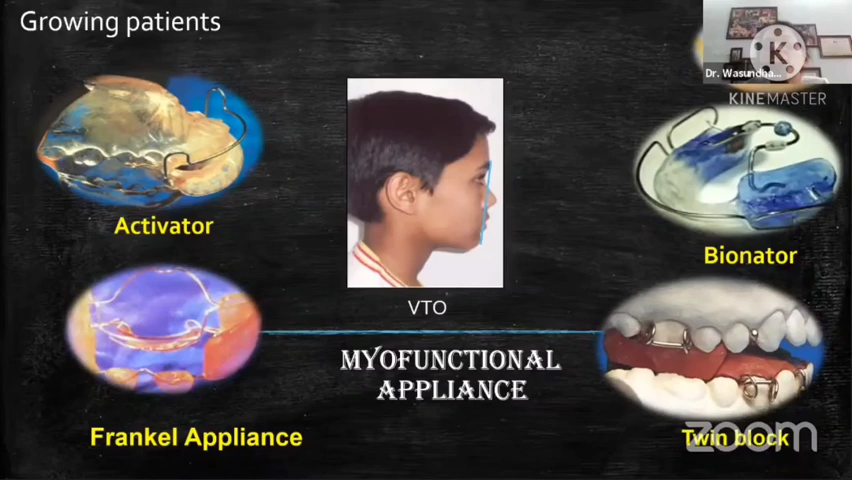 Growing patients
Dr. Wasundha...
K
KINEMASTER
Activator
Bionator
VTO
MYOFUNCTIONAL
APPLIANCE
Frankel Appliance
Twin block
zoom